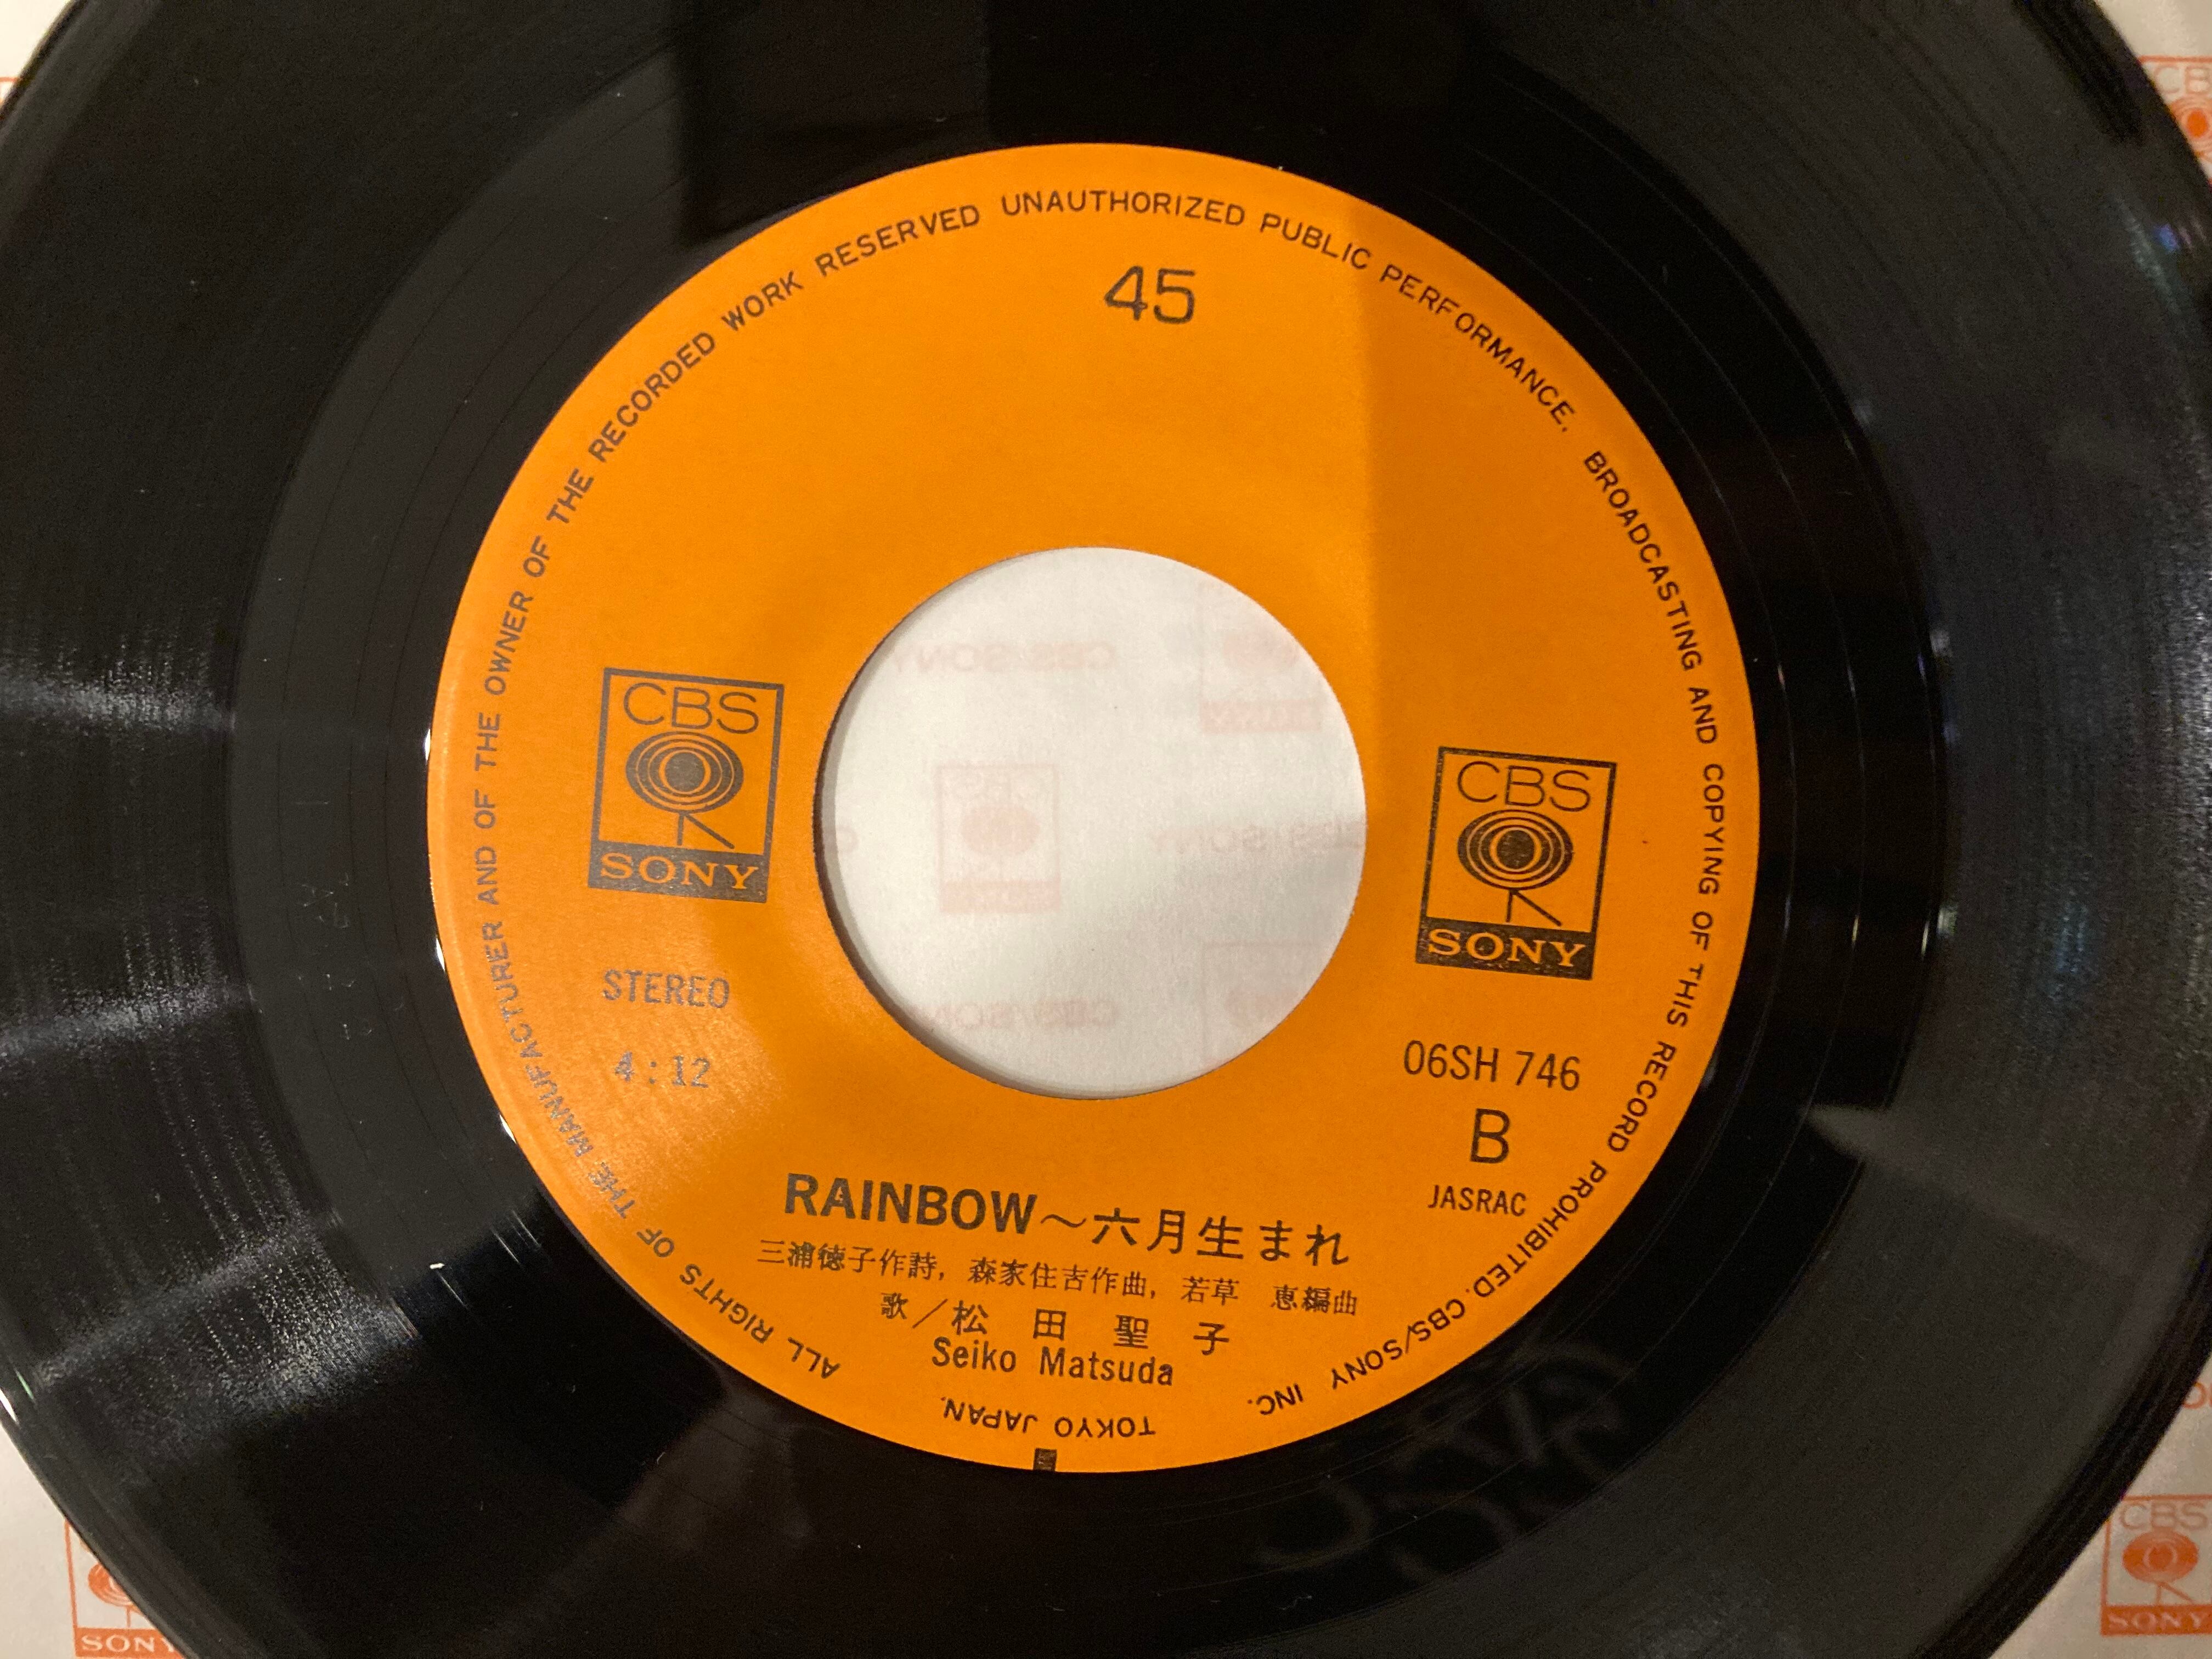 ALL RIGHTS OF THE MANUFACTURER AND OF THE OWNER OF THE RECORDED WORK RESERVED UNAUTHORIZED PUBLIC PERFORMANCE, BROADCASTING AND COPYING OF THIS RECORD PROHIBITED. CBS/SONY INC.
TOKYO JAPAN.
45
CBS
SONY
CBS
SONY
STEREO
4:12
06SH 746
B
JASRAC
RAINBOW〜六月生まれ
三浦徳子作詩, 森家住吉作曲, 若草 恵編曲
歌／松田聖子
Seiko Matsuda
CBS
SONY
SONY